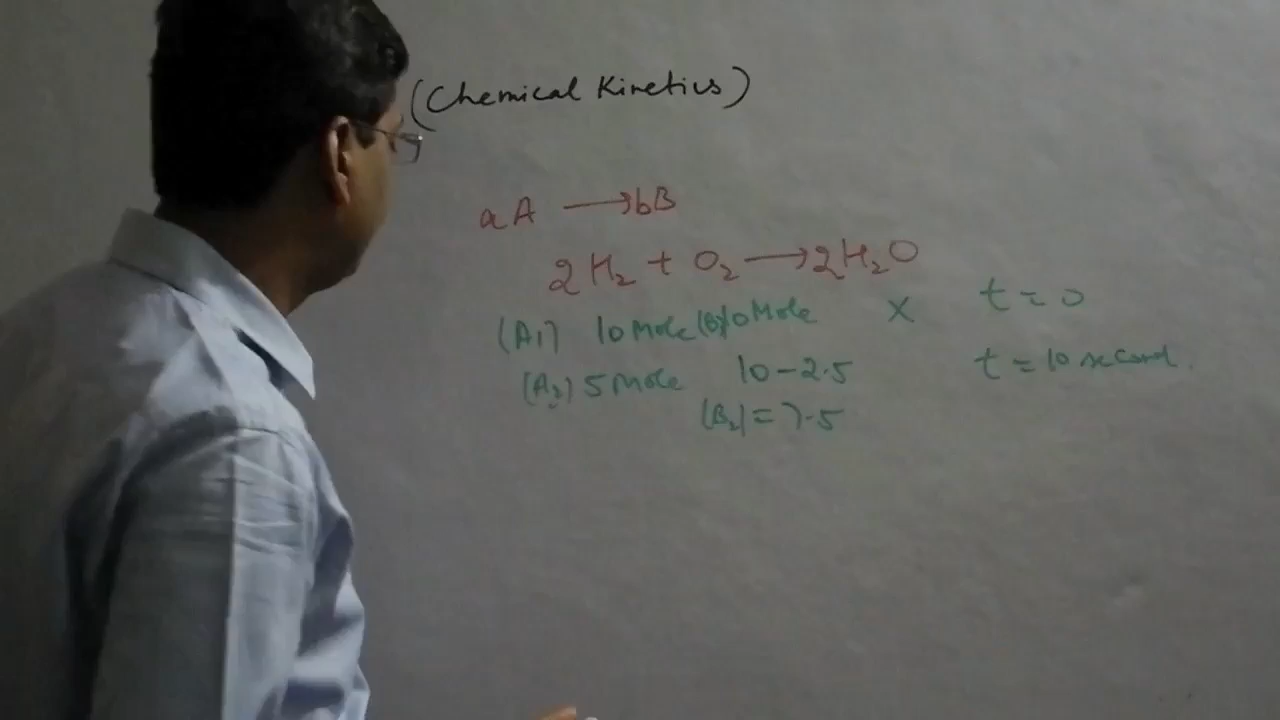 (Chemical Kinetics)
aA ⟶ bB
2H₂ + O₂ ⟶ 2H₂O
(A₁) 10 Mole (B₁) 10 Mole X t = 0
(A₂) 5 Mole 10-2.5 t = 10 second.
(B₂) = 7.5